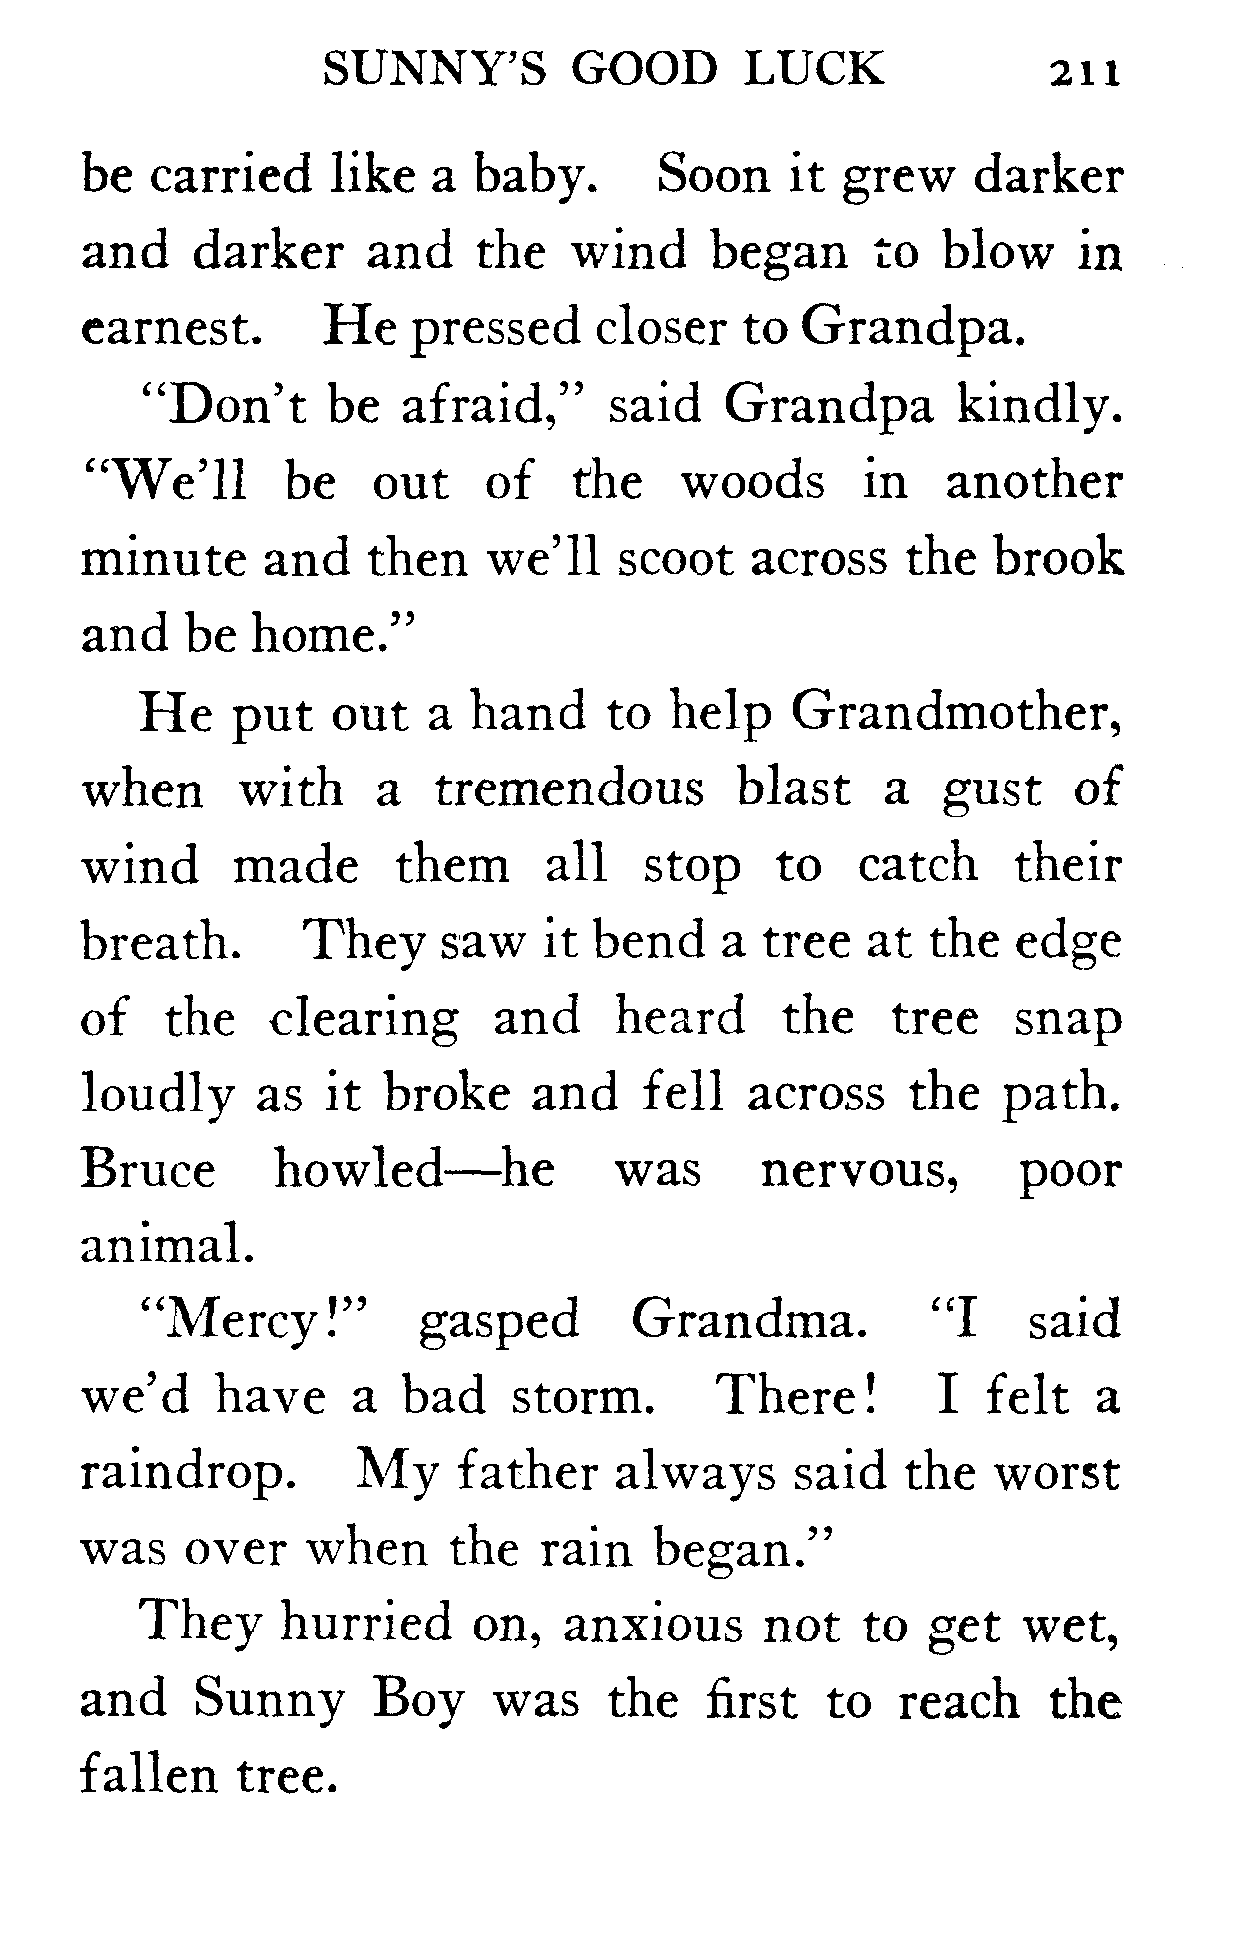 SUNNY'S GOOD LUCK 211
be carried like a baby. Soon it grew darker
and darker and the wind began to blow in
earnest. He pressed closer to Grandpa.
“Don’t be afraid,” said Grandpa kindly.
“We’ll be out of the woods in another
minute and then we’ll scoot across the brook
and be home.”
He put out a hand to help Grandmother,
when with a tremendous blast a gust of
wind made them all stop to catch their
breath. They saw it bend a tree at the edge
of the clearing and heard the tree snap
loudly as it broke and fell across the path.
Bruce howled—he was nervous, poor
animal.
“Mercy!” gasped Grandma. “I said
we’d have a bad storm. There! I felt a
raindrop. My father always said the worst
was over when the rain began.”
They hurried on, anxious not to get wet,
and Sunny Boy was the first to reach the
fallen tree.